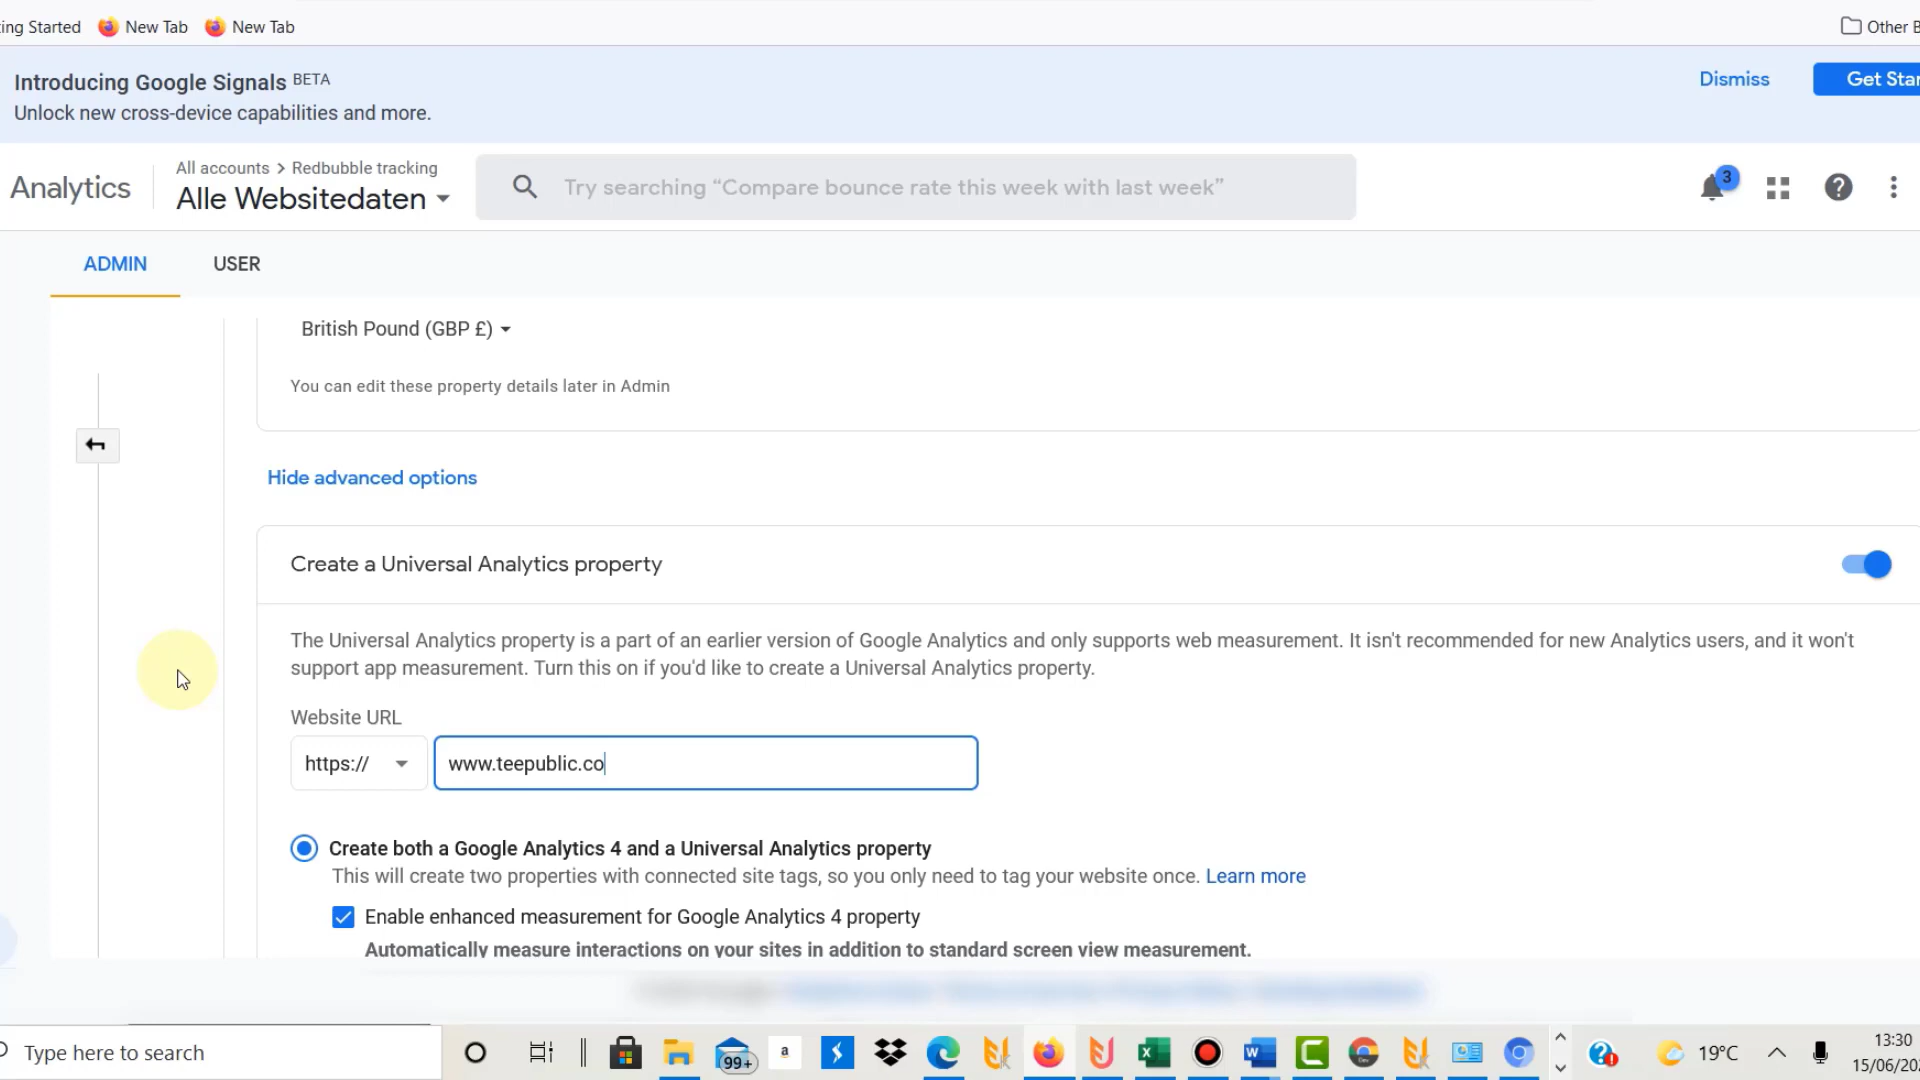 ing Started
New Tab
New Tab
Other B
Introducing Google Signals BETA
Dismiss
Get Star
Unlock new cross-device capabilities and more.
Analytics
All accounts > Redbubble tracking
Alle Websitedaten
Try searching “Compare bounce rate this week with last week”
3
ADMIN
USER
British Pound (GBP £)
You can edit these property details later in Admin
Hide advanced options
Create a Universal Analytics property
The Universal Analytics property is a part of an earlier version of Google Analytics and only supports web measurement. It isn't recommended for new Analytics users, and it won't
support app measurement. Turn this on if you'd like to create a Universal Analytics property.
Website URL
https://
www.teepublic.co
Create both a Google Analytics 4 and a Universal Analytics property
This will create two properties with connected site tags, so you only need to tag your website once. Learn more
Enable enhanced measurement for Google Analytics 4 property
Automatically measure interactions on your sites in addition to standard screen view measurement.
Type here to search
99+
a
19°C
13:30
15/06/20